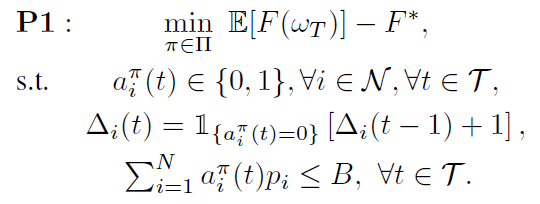 P1 : min_{π∈Π} 𝔼[F(ω_T)] − F*,
s.t. a_i^π(t) ∈ {0, 1}, ∀i ∈ 𝒩, ∀t ∈ 𝒯,
Δ_i(t) = 𝟙_{a_i^π(t)=0} [Δ_i(t − 1) + 1] ,
∑_{i=1}^N a_i^π(t)p_i ≤ B, ∀t ∈ 𝒯.